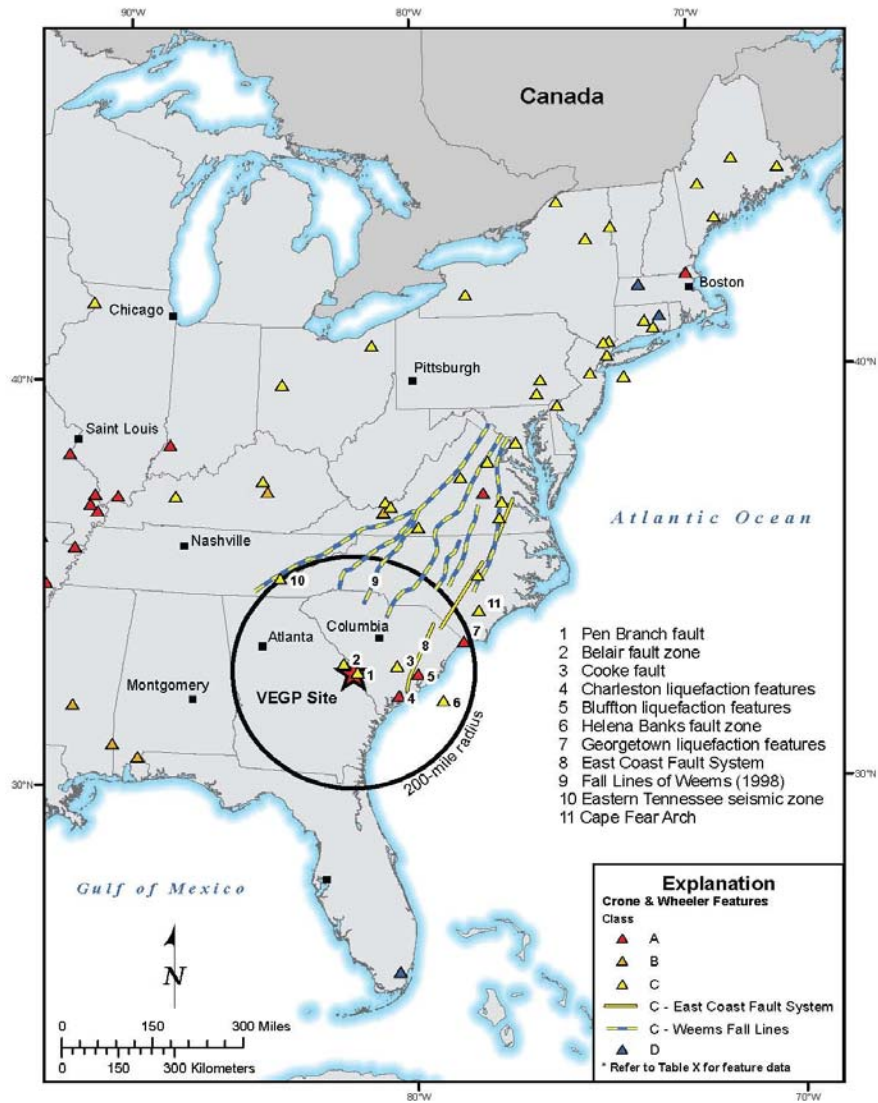 90°W
80°W
70°W
Canada
Boston
Chicago
40°N
40°N
Pittsburgh
Saint Louis
Atlantic Ocean
Nashville
10
9
11
Columbia
7
Atlanta
8
2
3
1
5
VEGP Site
4
6
Montgomery
200-mile radius
30°N
30°N
1 Pen Branch fault
2 Belair fault zone
3 Cooke fault
4 Charleston liquefaction features
5 Bluffton liquefaction features
6 Helena Banks fault zone
7 Georgetown liquefaction features
8 East Coast Fault System
9 Fall Lines of Weems (1998)
10 Eastern Tennessee seismic zone
11 Cape Fear Arch
Gulf of Mexico
N
0 150 300 Miles
0 150 300 Kilometers
Explanation
Crone & Wheeler Features
Class
A
B
C
C - East Coast Fault System
C - Weems Fall Lines
D
* Refer to Table X for feature data
80°W
70°W